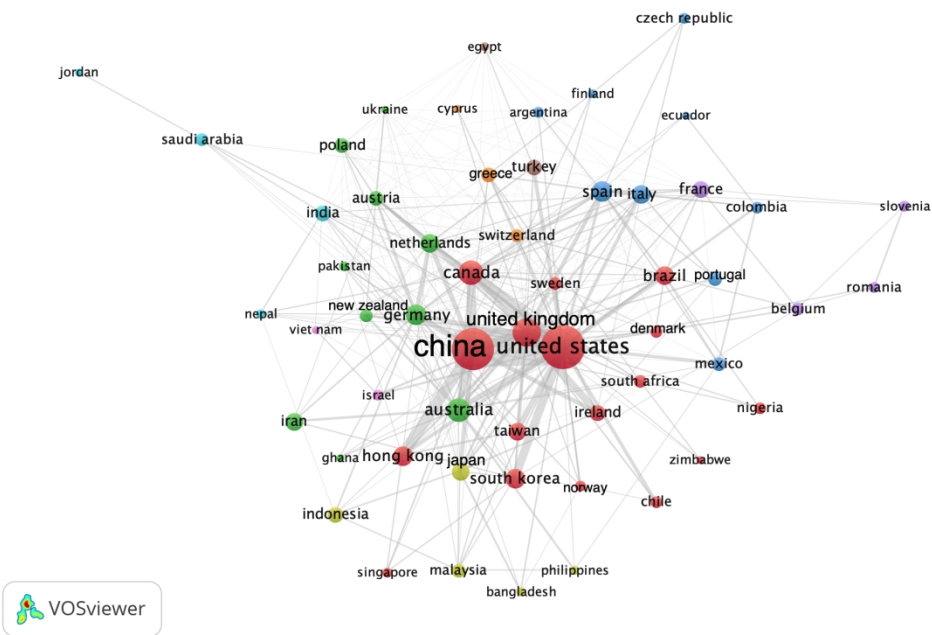 czech republic
egypt
jordan
finland
ukraine
cyprus
argentina
ecuador
saudi arabia
poland
turkey
greece
spain
italy
france
austria
india
colombia
slovenia
netherlands
switzerland
pakistan
canada
sweden
brazil
portugal
romania
new zealand
nepal
germany
belgium
united kingdom
viet nam
denmark
china
united states
mexico
south africa
israel
australia
ireland
nigeria
iran
taiwan
ghana
hong kong
japan
zimbabwe
south korea
norway
chile
indonesia
singapore
malaysia
philippines
bangladesh
VOSviewer